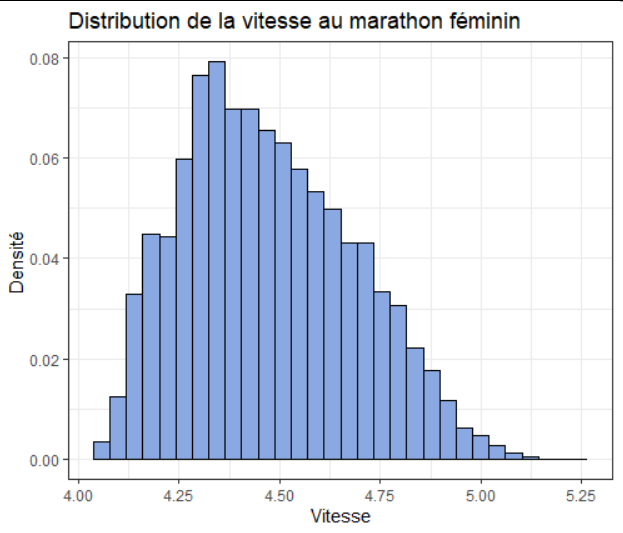 Distribution de la vitesse au marathon féminin
Densité
0.08
0.06
0.04
0.02
0.00
4.00 4.25 4.50 4.75 5.00 5.25
Vitesse